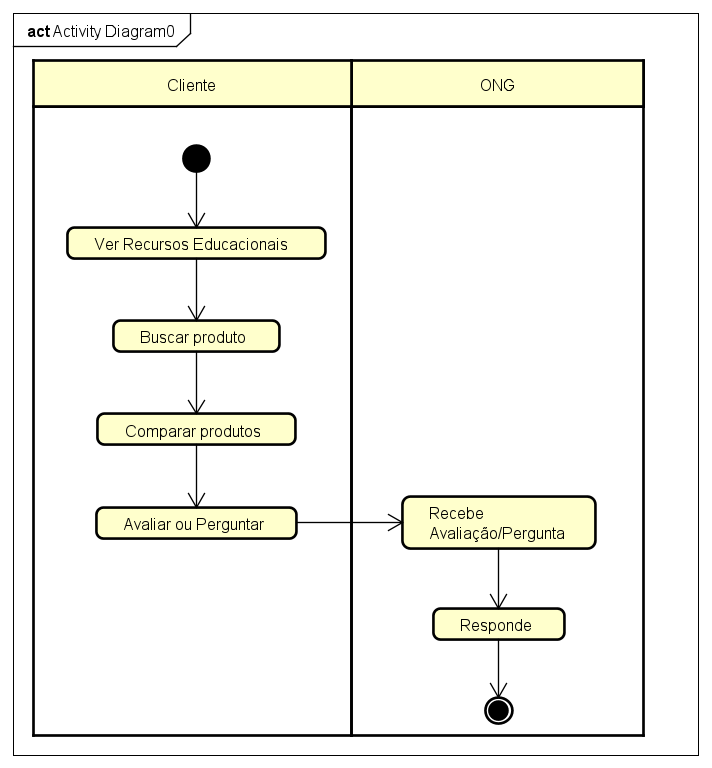 act Activity Diagram0
Cliente
ONG
Ver Recursos Educacionais
Buscar produto
Comparar produtos
Avaliar ou Perguntar
Recebe
Avaliação/Pergunta
Responde